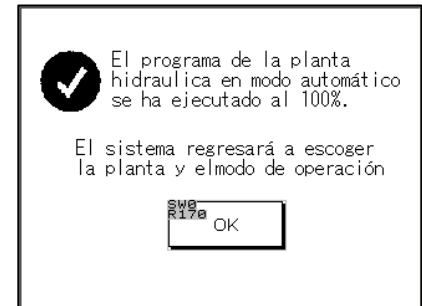 El programa de la planta
hidraulica en modo automático
se ha ejecutado al 100%.
El sistema regresará a escoger
la planta y elmodo de operación
SW0
R170
OK